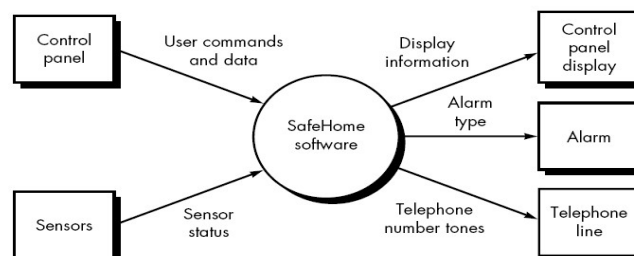 Control
panel
User commands
and data
Display
information
Control
panel
display
SafeHome
software
Alarm
type
Alarm
Sensors
Sensor
status
Telephone
number tones
Telephone
line